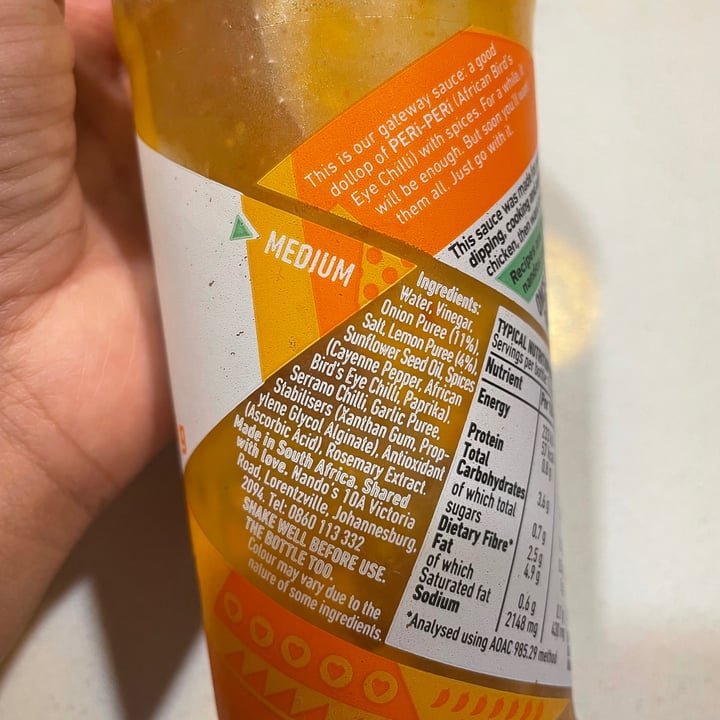 This is our gateway sauce: a good
dollop of PERi-PERi (African Bird's
Eye Chilli) with spices. For a while, it
will be enough. But soon you'll want
them all. Just go with it.
This sauce was made
dipping, cooking
chicken, then
Recipes
MEDIUM
Ingredients:
Water, Vinegar,
Onion Puree (11%),
Salt, Lemon Puree (4%),
Sunflower Seed Oil, Spices
(Cayenne Pepper, African
Bird's Eye Chilli, Paprika)
Serrano Chilli, Garlic Puree,
Stabilisers (Xanthan Gum, Prop-
ylene Glycol Alginate), Antioxidant
(Ascorbic Acid), Rosemary Extract.
Made in South Africa. Shared
with love. Nando's 10A Victoria
Road, Lorentzville, Johannesburg,
2094. Tel: 0860 113 332
SHAKE WELL BEFORE USE.
THE BOTTLE TOO.
Colour may vary due to the
nature of some ingredients.
TYPICAL
Servings per
Nutrient
Energy
Protein 0.8 g
Total
Carbohydrates 3.6 g
of which total
sugars 0.7 g
Dietary Fibre* 2.5 g
Fat 4.9 g
of which
Saturated fat 0.6 g
Sodium 2148 mg
*Analysed using AOAC 985.29 method